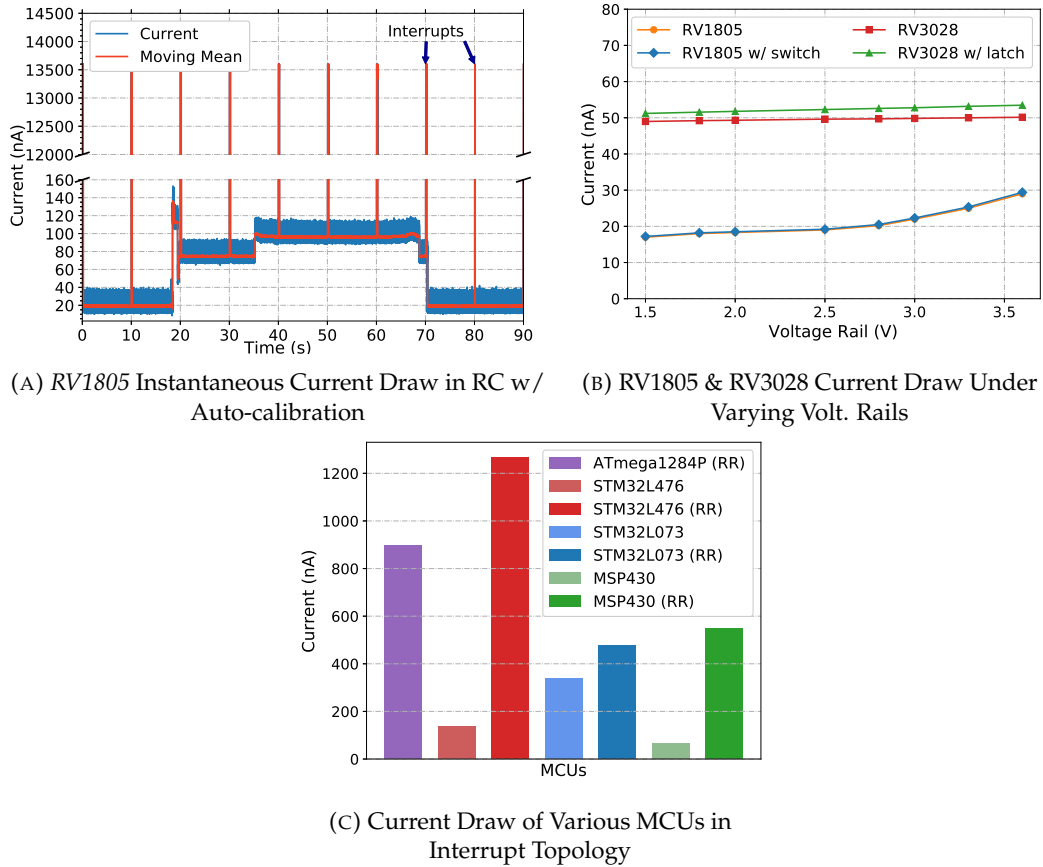 14500
14000
13500
13000
12500
12000
160
140
120
100
80
60
40
20
Current (nA)
Current
Moving Mean
Interrupts
0 10 20 30 40 50 60 70 80 90
Time (s)
(A) RV1805 Instantaneous Current Draw in RC w/
Auto-calibration
80
70
60
50
40
30
20
10
0
Current (nA)
RV1805
RV1805 w/ switch
RV3028
RV3028 w/ latch
1.5 2.0 2.5 3.0 3.5
Voltage Rail (V)
(B) RV1805 & RV3028 Current Draw Under
Varying Volt. Rails
1200
1000
800
600
400
200
0
Current (nA)
ATmega1284P (RR)
STM32L476
STM32L476 (RR)
STM32L073
STM32L073 (RR)
MSP430
MSP430 (RR)
MCUs
(C) Current Draw of Various MCUs in
Interrupt Topology